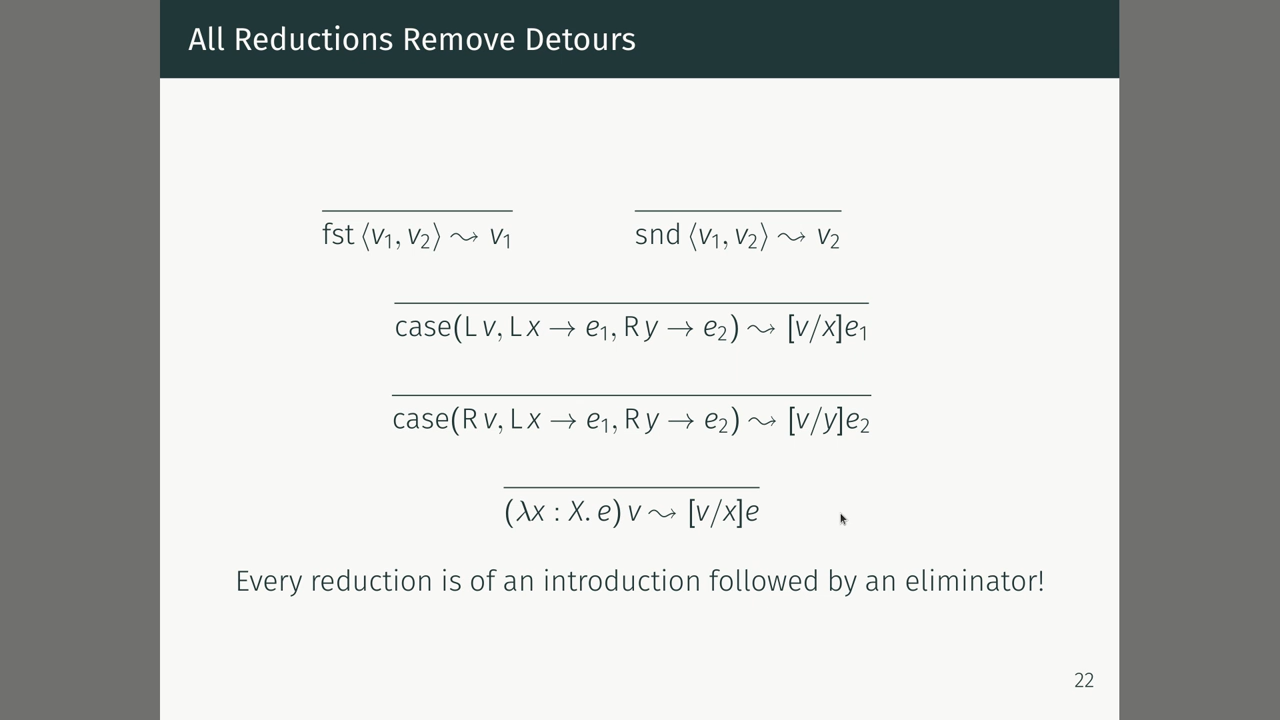 All Reductions Remove Detours
fst ⟨v₁, v₂⟩ ⤳ v₁
snd ⟨v₁, v₂⟩ ⤳ v₂
case(L v, L x → e₁, R y → e₂) ⤳ [v/x]e₁
case(R v, L x → e₁, R y → e₂) ⤳ [v/y]e₂
(λx : X. e) v ⤳ [v/x]e
Every reduction is of an introduction followed by an eliminator!
22